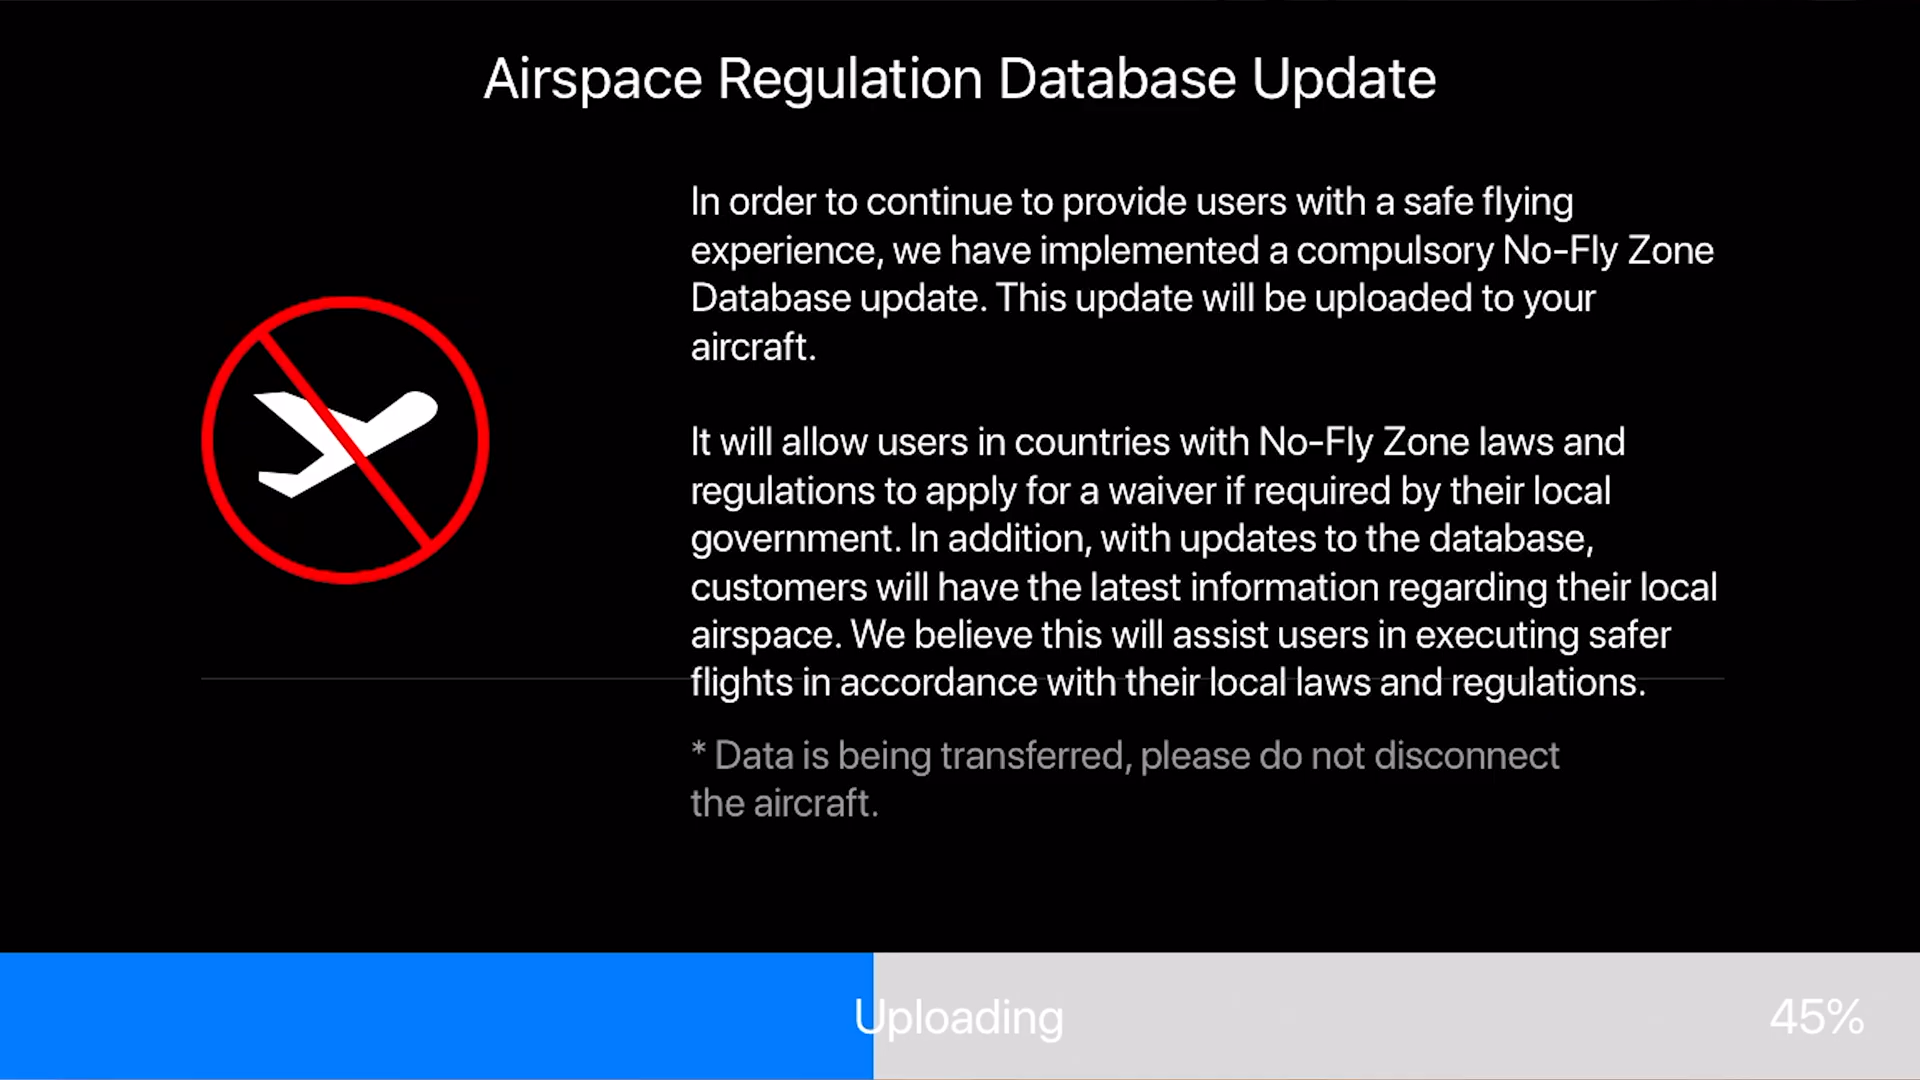 Airspace Regulation Database Update
In order to continue to provide users with a safe flying
experience, we have implemented a compulsory No-Fly Zone
Database update. This update will be uploaded to your
aircraft.
It will allow users in countries with No-Fly Zone laws and
regulations to apply for a waiver if required by their local
government. In addition, with updates to the database,
customers will have the latest information regarding their local
airspace. We believe this will assist users in executing safer
flights in accordance with their local laws and regulations.
* Data is being transferred, please do not disconnect
the aircraft.
Uploading 45%